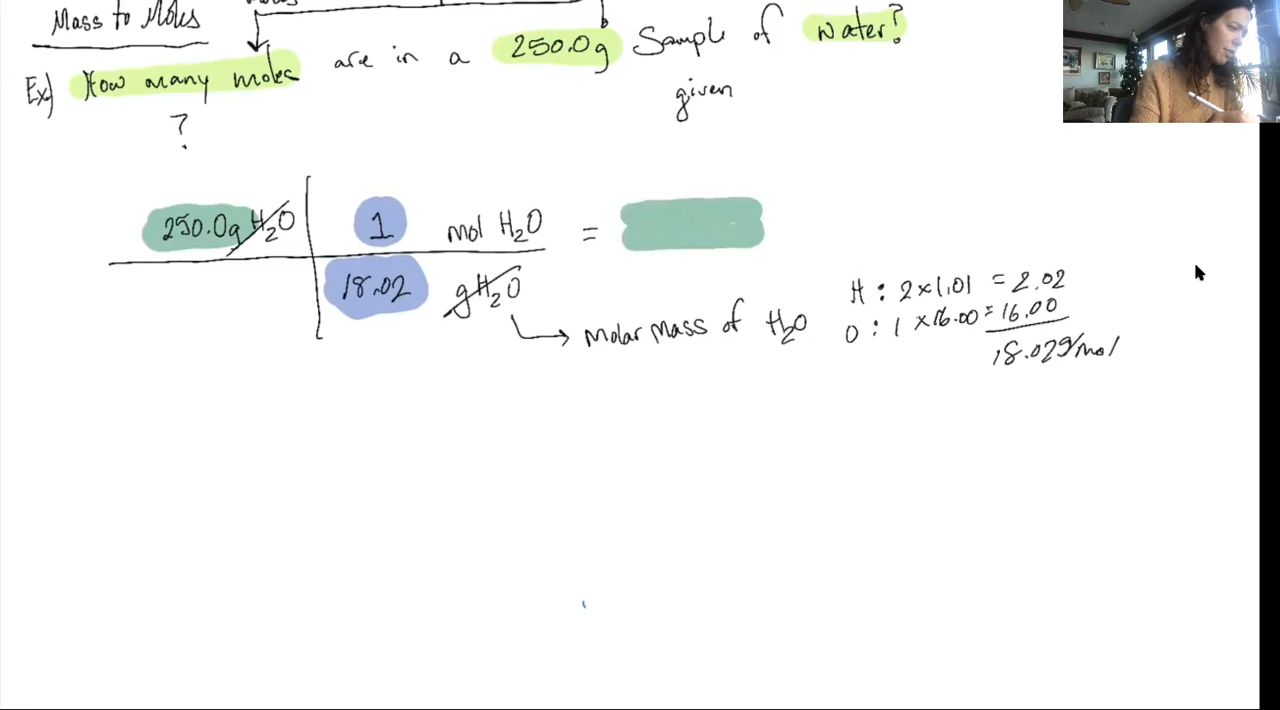 Mass to Moles
Ex) How many moles are in a 250.0g Sample of water?
? given
250.0g H₂O 1 mol H₂O =
18.02 g H₂O
→ molar mass of H₂O
H : 2 × 1.01 = 2.02
O : 1 × 16.00 = 16.00
18.02g/mol